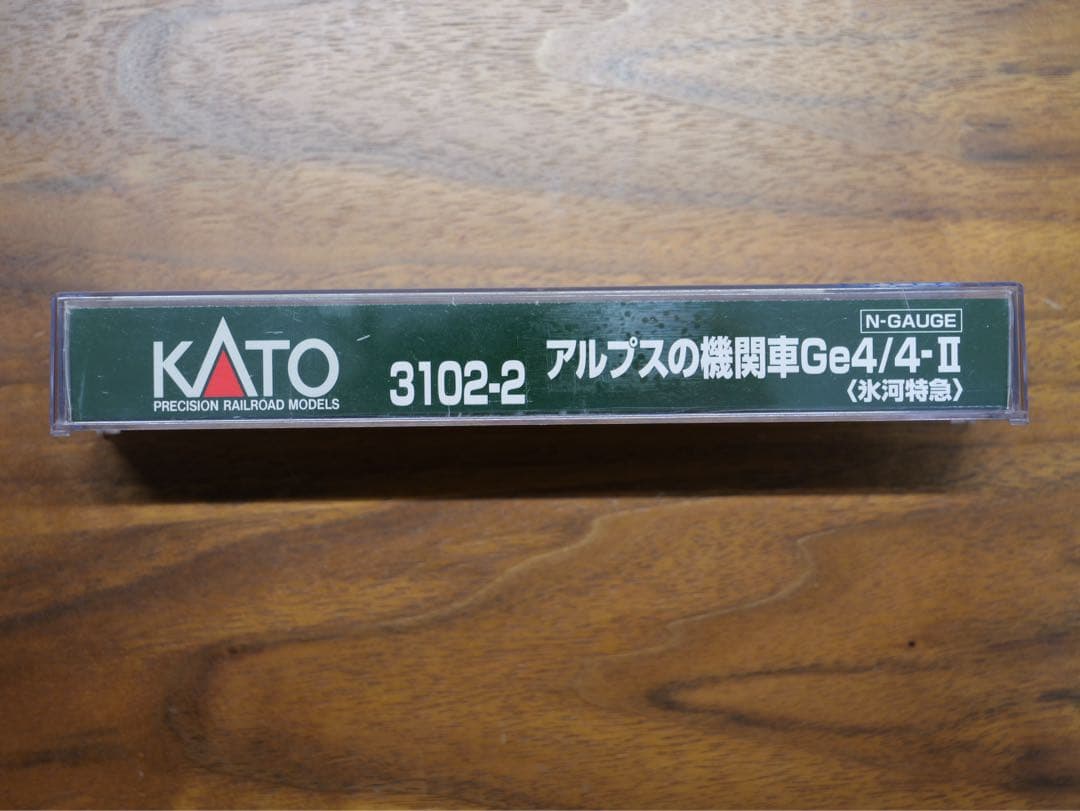 KATO
PRECISION RAILROAD MODELS
3102-2
N-GAUGE
アルプスの機関車Ge4/4-Ⅱ
〈氷河特急〉